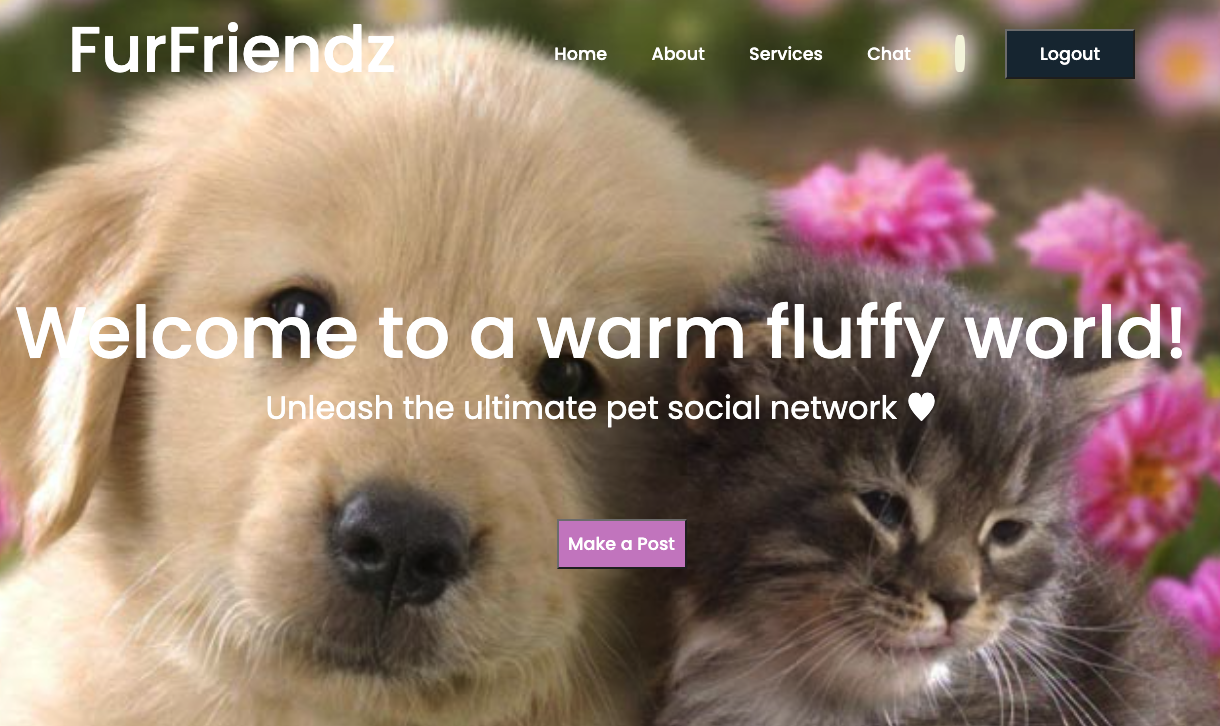 FurFriendz
Home About Services Chat Logout
Welcome to a warm fluffy world!
Unleash the ultimate pet social network ♥
Make a Post